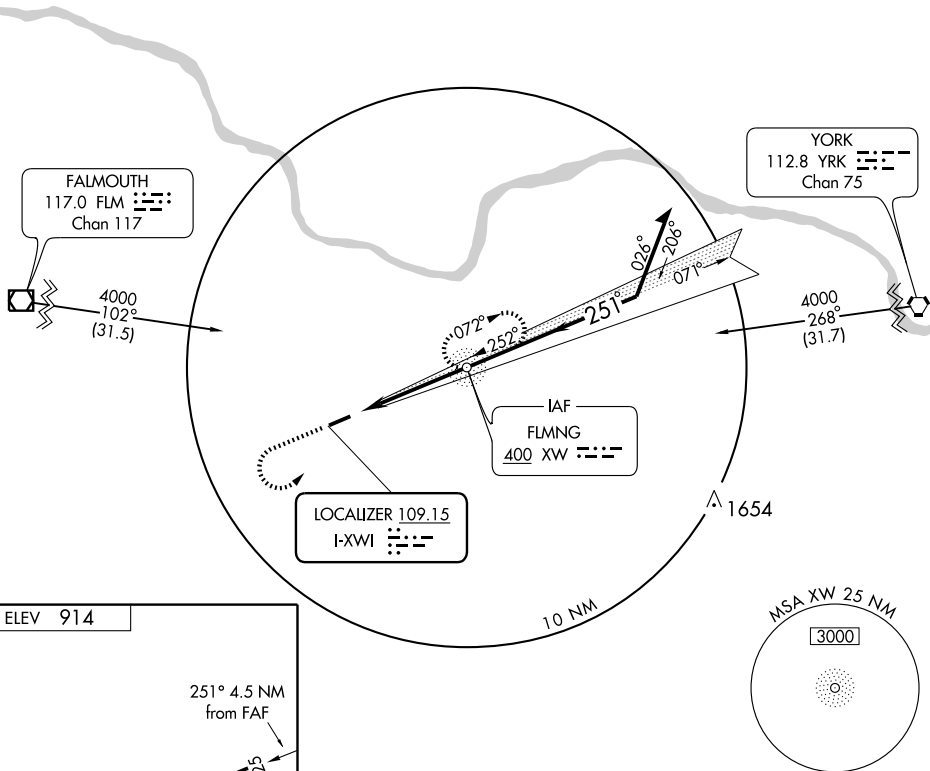 FALMOUTH
117.0 FLM
Chan 117
YORK
112.8 YRK
Chan 75
4000
102°
(31.5)
4000
268°
(31.7)
026°
206°
071°
251°
072°
252°
IAF
FLMNG
400 XW
LOCALIZER 109.15
I-XWI
1654
10 NM
MSA XW 25 NM
3000
ELEV 914
251° 4.5 NM
from FAF